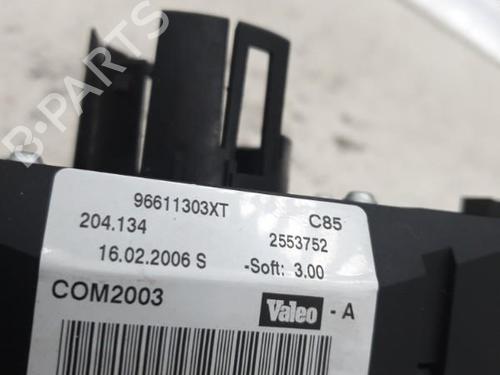 B-PARTS
96611303XT C85
204.134 2553752
16.02.2006 S -Soft: 3.00
COM2003 Valeo - A